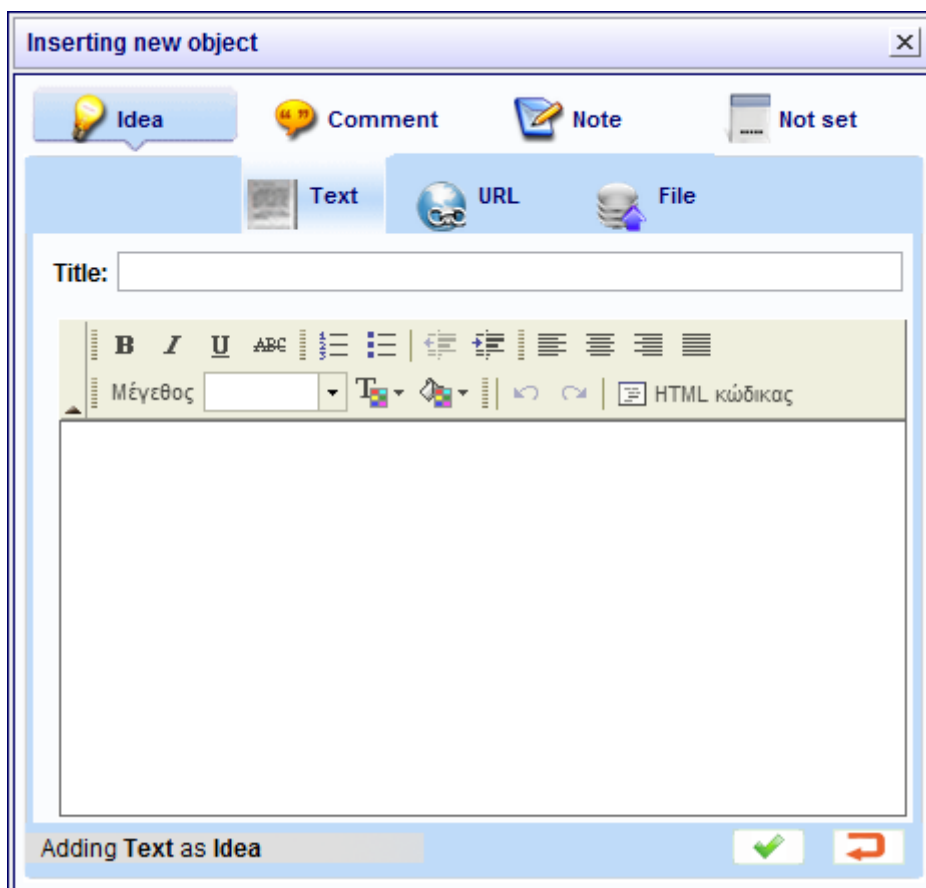 Inserting new object
Idea Comment Note Not set
Text URL File
Title:
B I U ABC
Μέγεθος HTML κώδικας
Adding Text as Idea